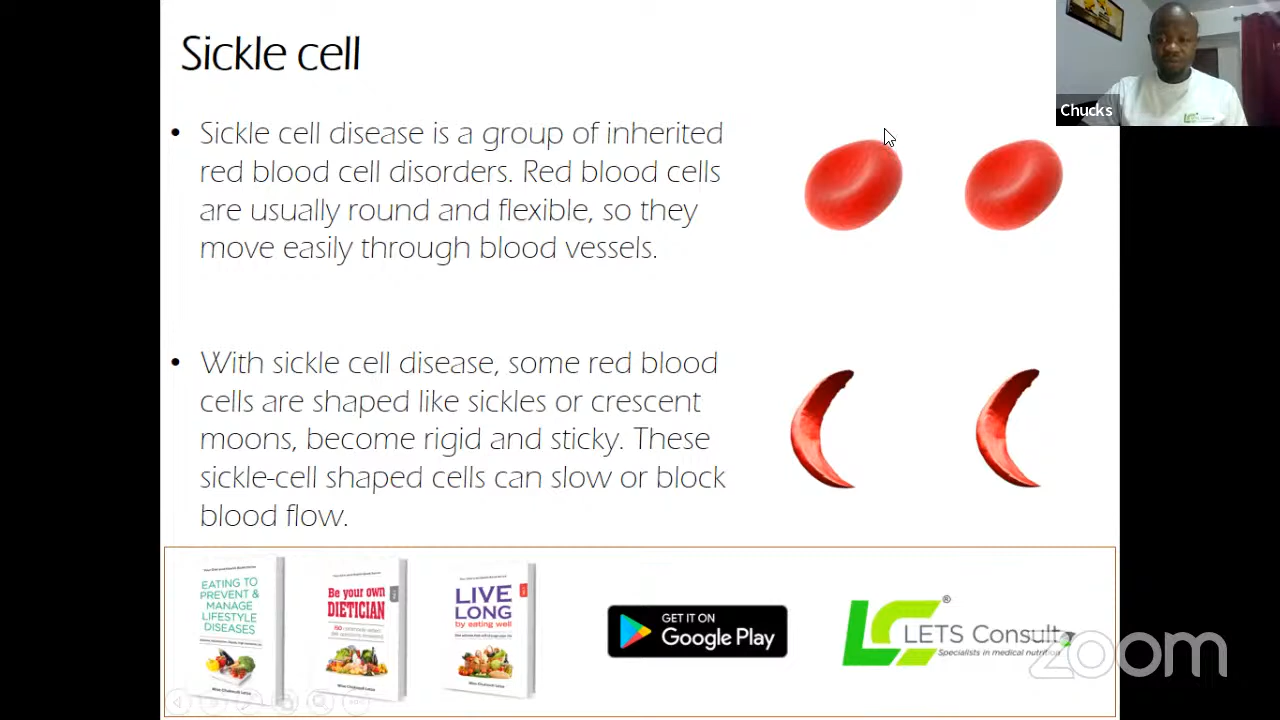 Sickle cell
Chucks
• Sickle cell disease is a group of inherited
red blood cell disorders. Red blood cells
are usually round and flexible, so they
move easily through blood vessels.
• With sickle cell disease, some red blood
cells are shaped like sickles or crescent
moons, become rigid and sticky. These
sickle-cell shaped cells can slow or block
blood flow.
EATING TO
PREVENT &
MANAGE
LIFESTYLE
DISEASES
Be your own
DIETICIAN
LIVE
LONG
by eating well
GET IT ON
Google Play
LETS Consult
Specialists in medical nutrition
zoom